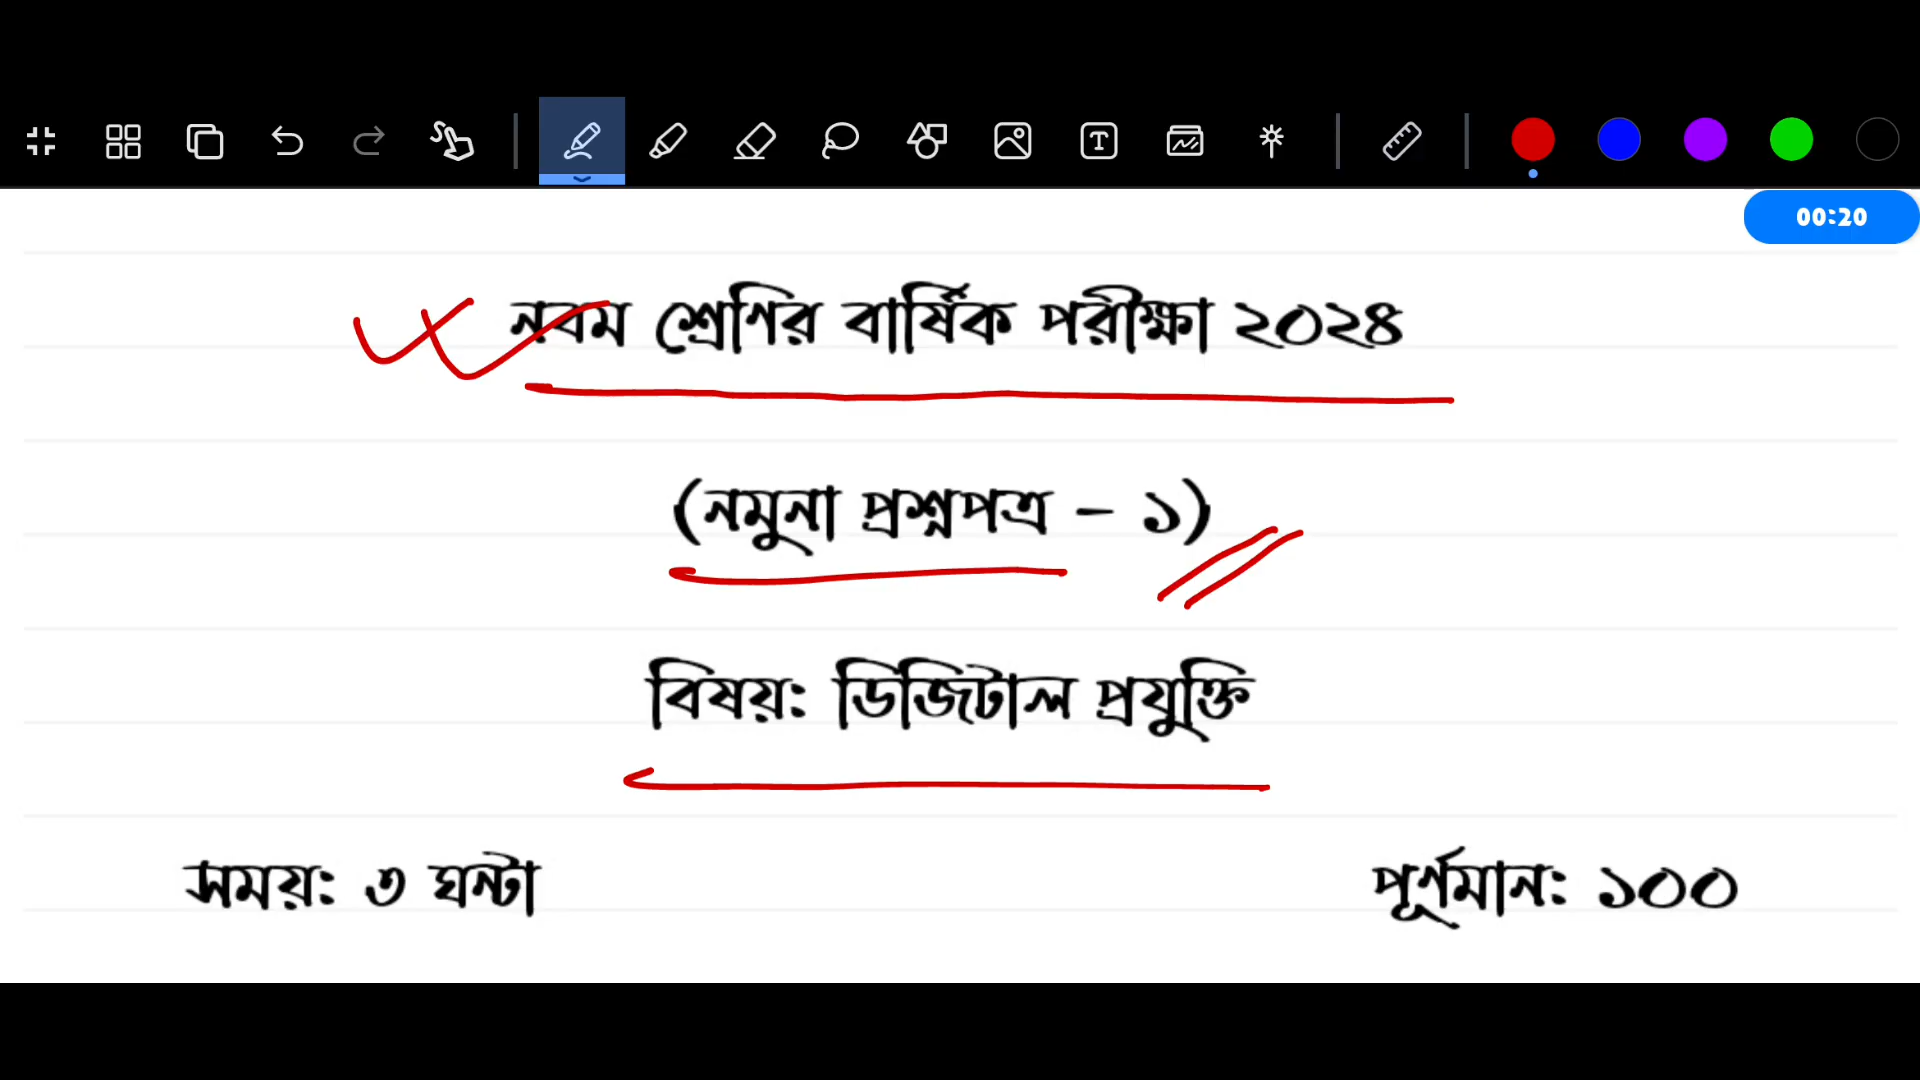 00:20
নবম শ্রেণির বার্ষিক পরীক্ষা ২০২৪
(নমুনা প্রশ্নপত্র - ১)
বিষয়: ডিজিটাল প্রযুক্তি
সময়: ৩ ঘন্টা পূর্ণমান: ১০০